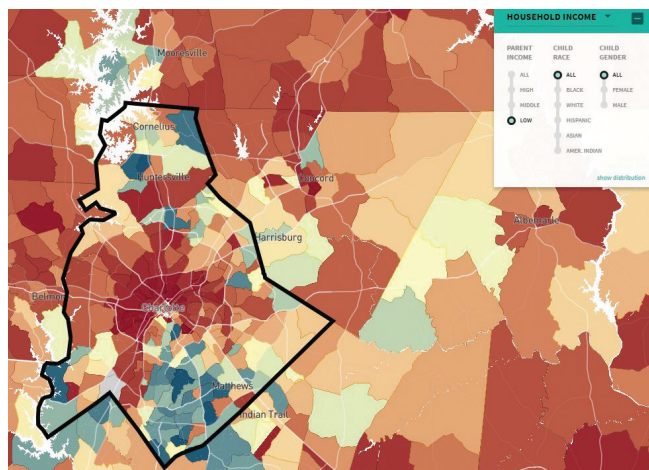 HOUSEHOLD INCOME
PARENT INCOME
ALL
HIGH
MIDDLE
LOW
CHILD RACE
ALL
BLACK
WHITE
HISPANIC
ASIAN
AMER. INDIAN
CHILD GENDER
ALL
FEMALE
MALE
show distribution
Mooresville
Cornelius
Huntersville
Concord
Albemarle
Harrisburg
Belmont
Charlotte
Matthews
Indian Trail